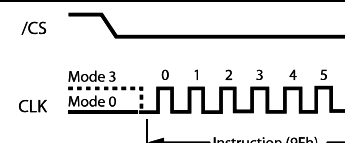 /CS
Mode 3 0 1 2 3 4 5
CLK Mode 0
Instruction (9Fh)